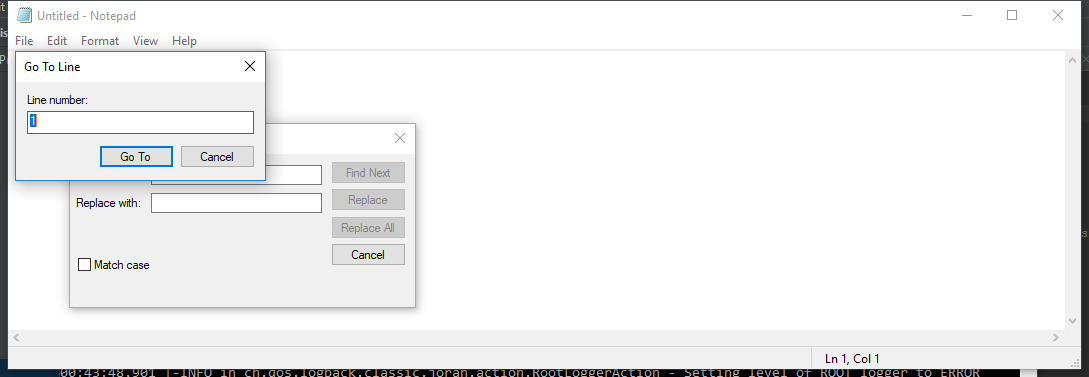 Untitled - Notepad
File Edit Format View Help
Go To Line
Line number:
1
Go To Cancel
Find Next
Replace with:
Replace
Replace All
Cancel
Match case
Ln 1, Col 1
00:43:48,901 |-INFO in ch.qos.logback.classic.joran.action.RootLoggerAction - Setting level of ROOT logger to ERROR